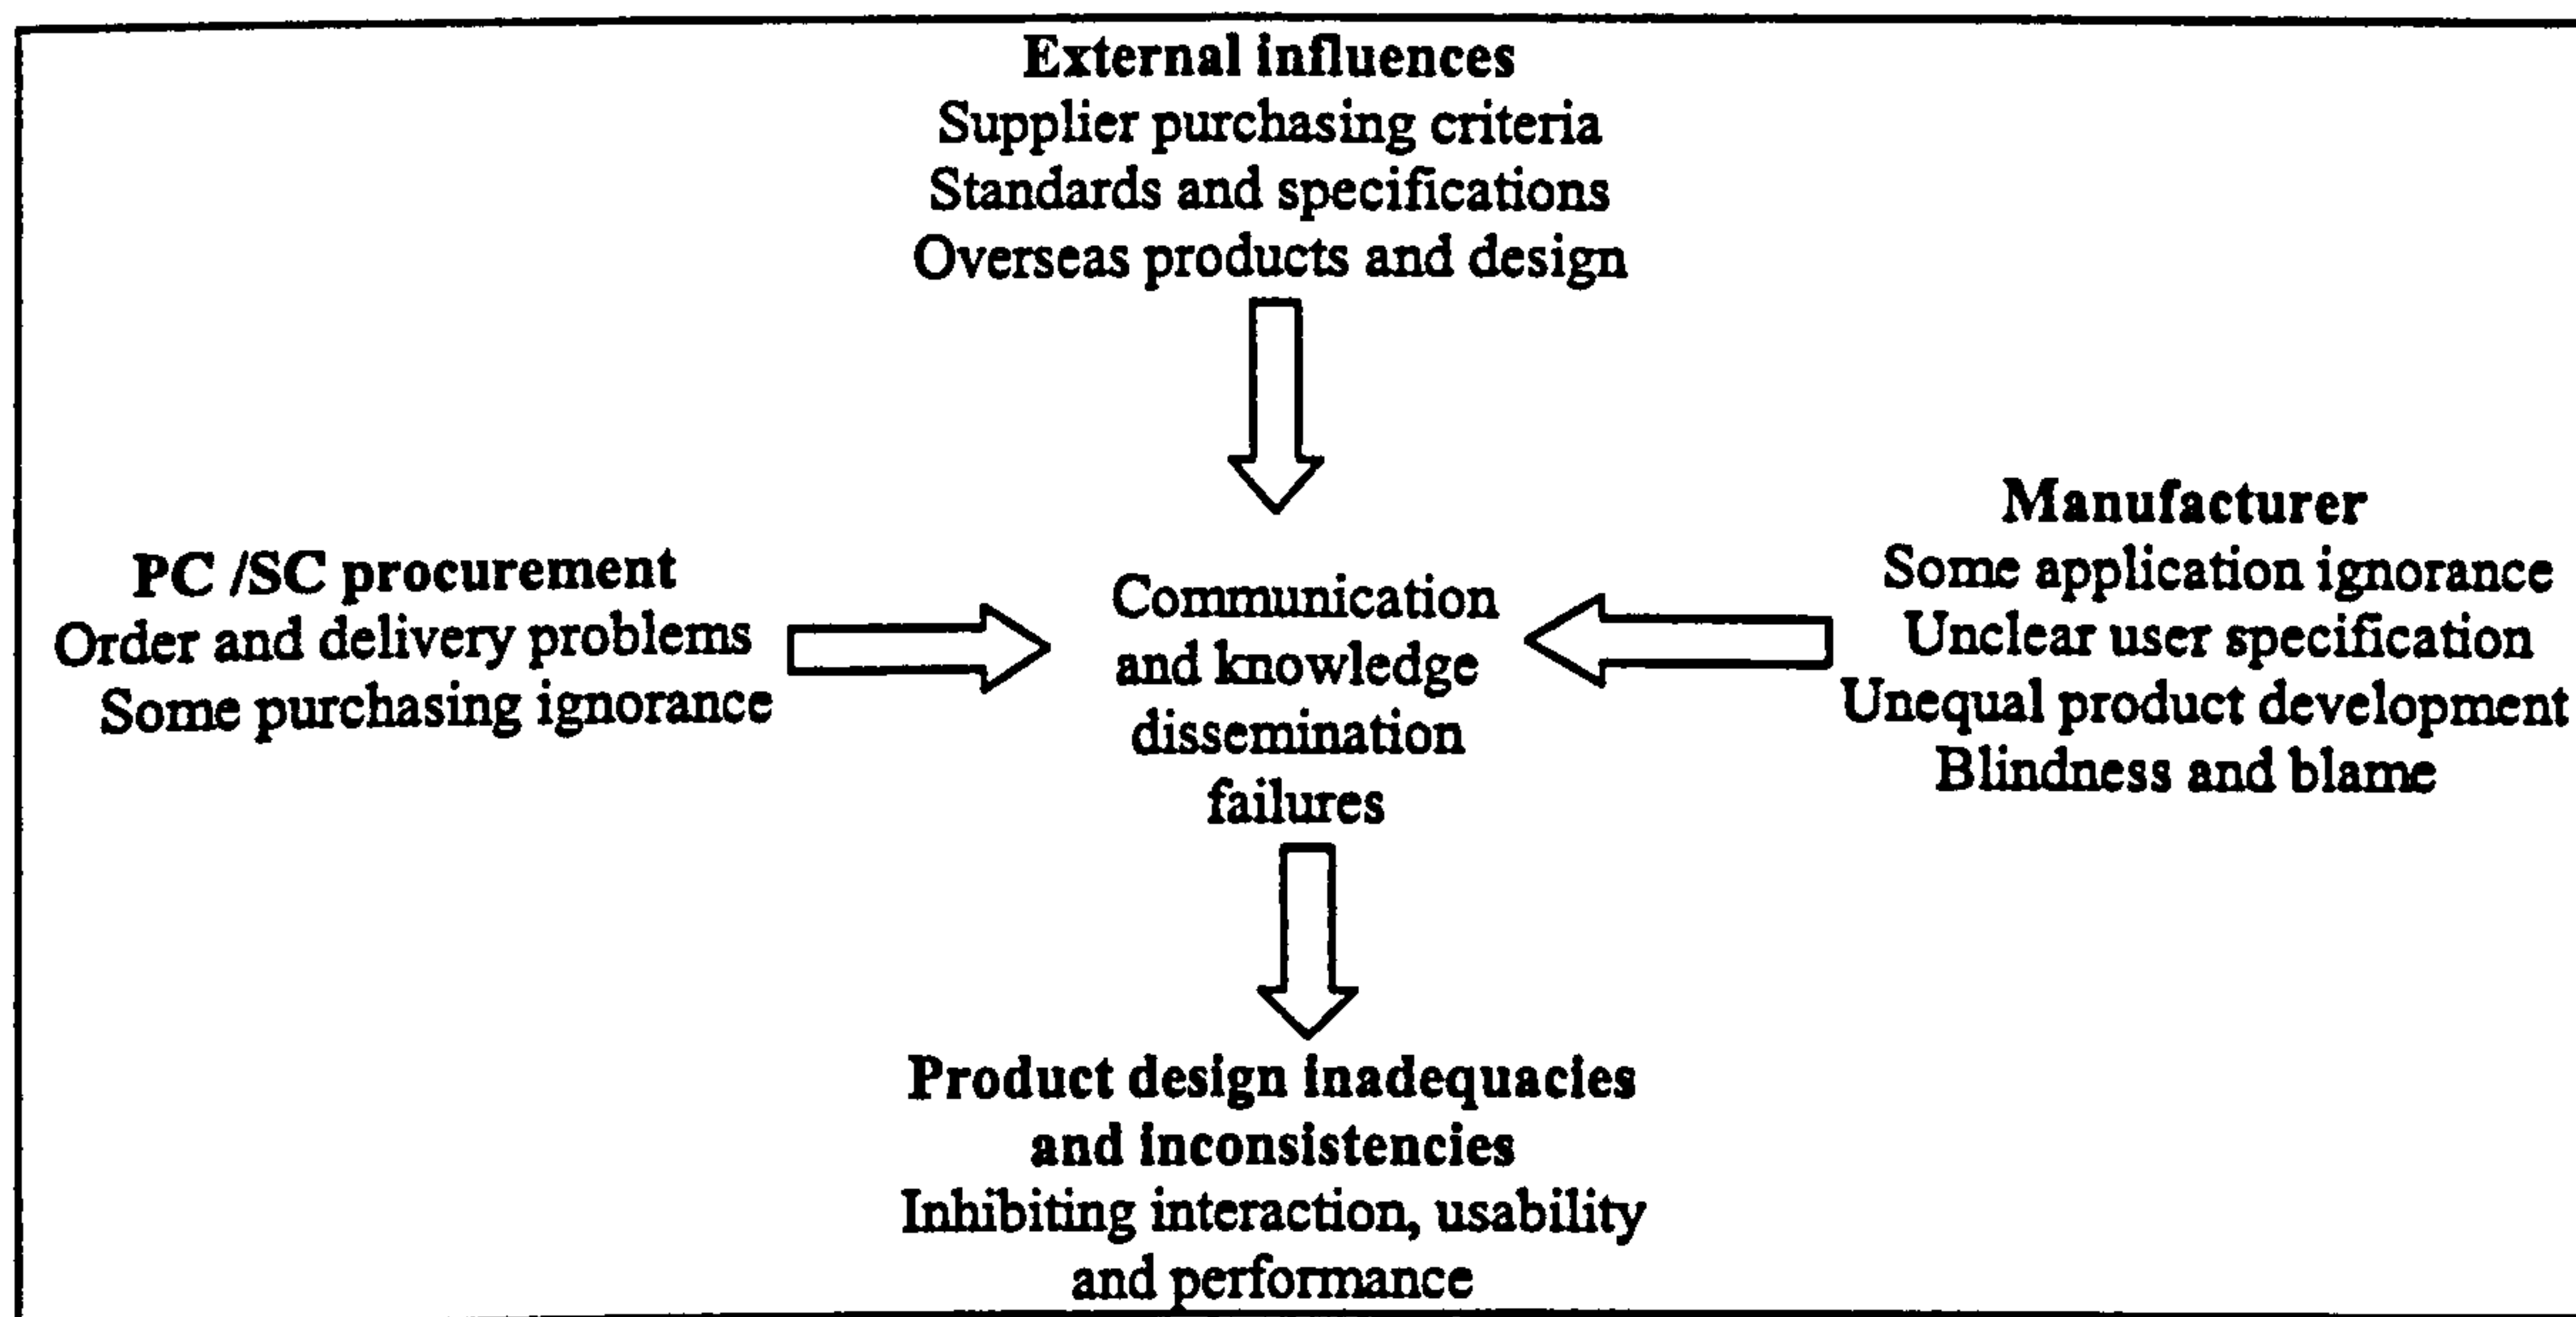 External influences
Supplier purchasing criteria
Standards and specifications
Overseas products and design
PC /SC procurement
Order and delivery problems
Some purchasing ignorance
Communication
and knowledge
dissemination
failures
Manufacturer
Some application ignorance
Unclear user specification
Unequal product development
Blindness and blame
Product design inadequacies
and inconsistencies
Inhibiting interaction, usability
and performance